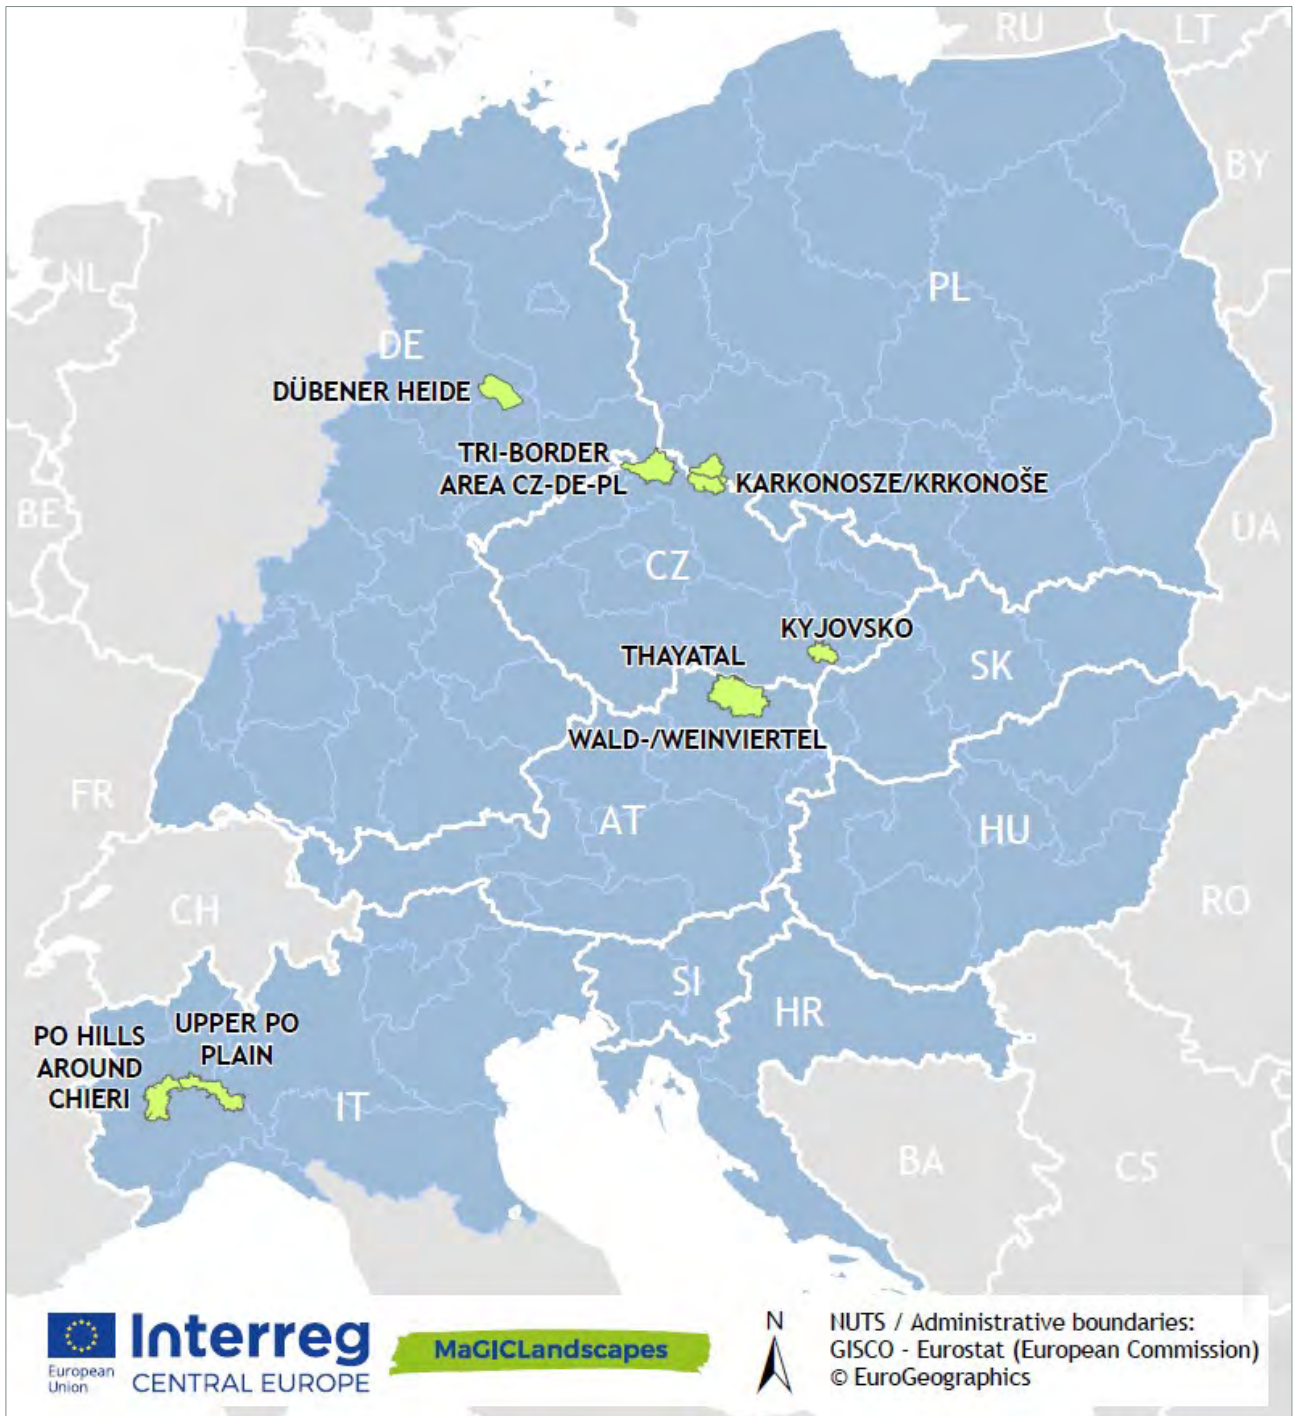 RU
LT
BY
NL
PL
DE
DÜBENER HEIDE
TRI-BORDER
AREA CZ-DE-PL
KARKONOSZE/KRKONOŠE
BE
UA
CZ
KYJOVSKO
THAYATAL
SK
WALD-/WEINVIERTEL
FR
AT
HU
CH
RO
SI
HR
PO HILLS
AROUND
CHIERI
UPPER PO
PLAIN
IT
BA
CS
European
Union
Interreg
CENTRAL EUROPE
MaGICLandscapes
N
NUTS / Administrative boundaries:
GISCO - Eurostat (European Commission)
© EuroGeographics